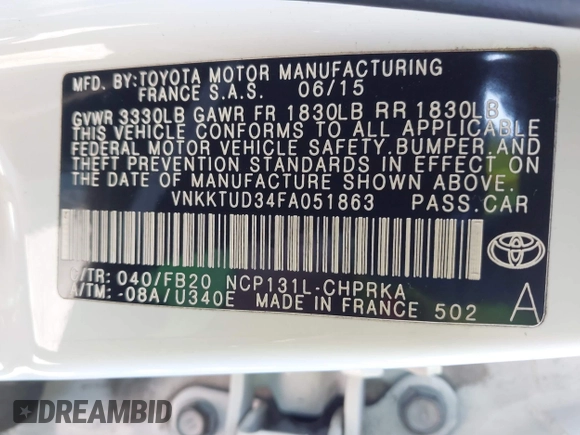 MFD. BY: TOYOTA MOTOR MANUFACTURING
FRANCE S.A.S. 06/15
GVWR 3330LB GAWR FR 1830LB RR 1830LB
THIS VEHICLE CONFORMS TO ALL APPLICABLE
FEDERAL MOTOR VEHICLE SAFETY, BUMPER, AND
THEFT PREVENTION STANDARDS IN EFFECT ON
THE DATE OF MANUFACTURE SHOWN ABOVE.
VNKKTUD34FA051863 PASS.CAR
C/TR: 040/FB20 NCP131L-CHPRKA
A/TM: -08A/U340E MADE IN FRANCE 502 A
DREAMBID